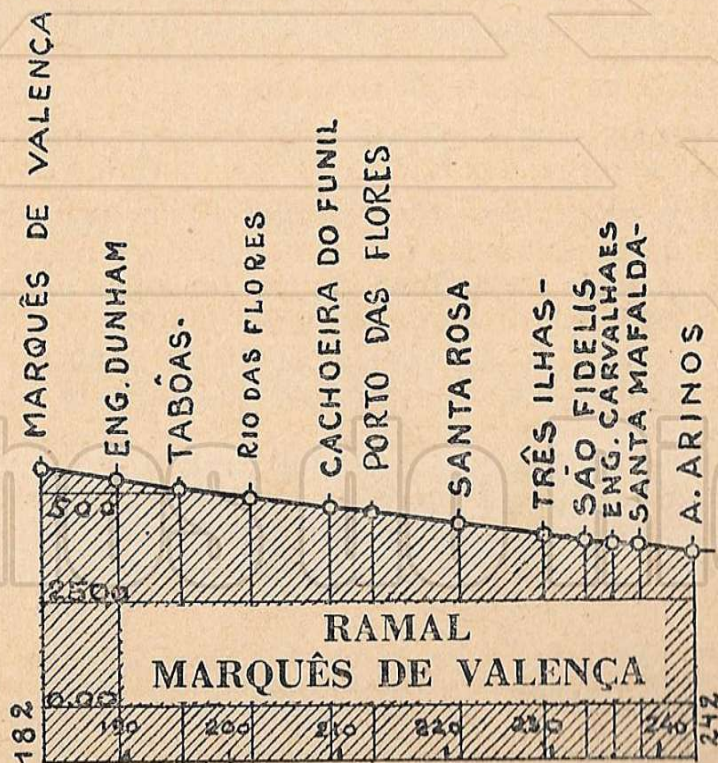 MARQUÊS DE VALENÇA
ENG. DUNHAM
TABÔAS-
RIO DAS FLORES
CACHOEIRA DO FUNIL
PORTO DAS FLORES
SANTA ROSA
TRÊS ILHAS-
SÃO FIDELIS
ENG. CARVALHAES
SANTA MAFALDA-
A. ARINOS
500
2500
0.00
RAMAL
MARQUÊS DE VALENÇA
182
190
200
210
220
230
240
242